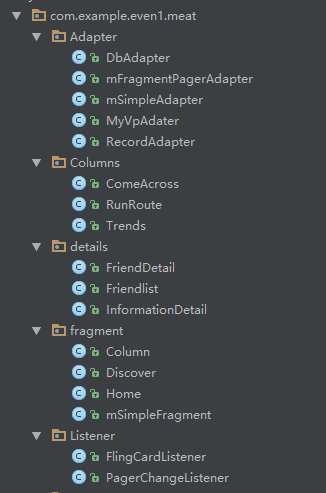 com.example.even1.meat
Adapter
DbAdapter
mFragmentPagerAdapter
mSimpleAdapter
MyVpAdater
RecordAdapter
Columns
ComeAcross
RunRoute
Trends
details
FriendDetail
Friendlist
InformationDetail
fragment
Column
Discover
Home
mSimpleFragment
Listener
FlingCardListener
PagerChangeListener